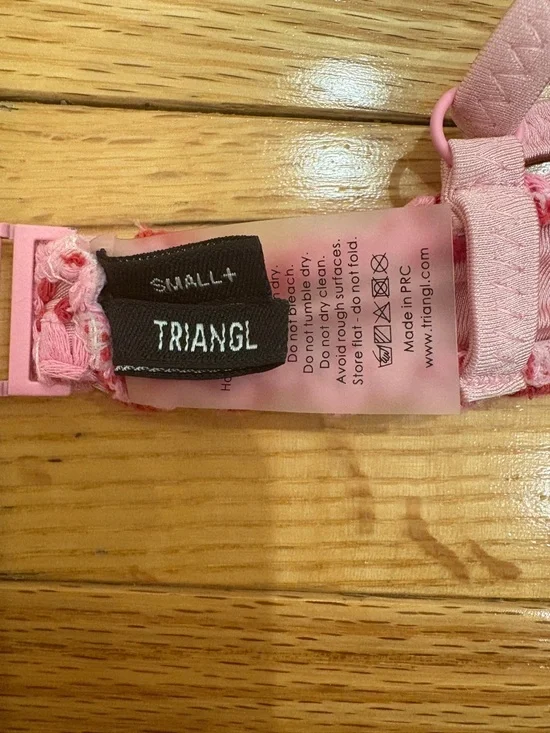 SMALL+
TRIANGL
dry.
Do not bleach.
Do not tumble dry.
Do not dry clean.
Avoid rough surfaces.
Store flat - do not fold.
Made in PRC
www.triangl.com